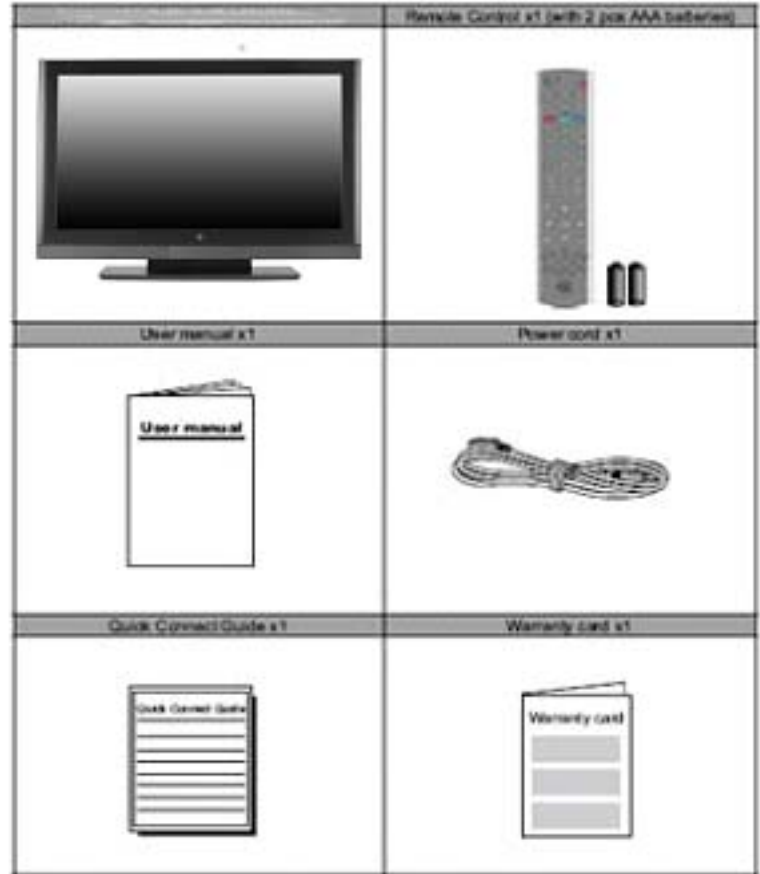 Remote Control x1 (with 2 pcs AAA batteries)
User manual x1
Power cord x1
User manual
Quick Connect Guide x1
Warranty card x1
Quick Connect Guide
Warranty card